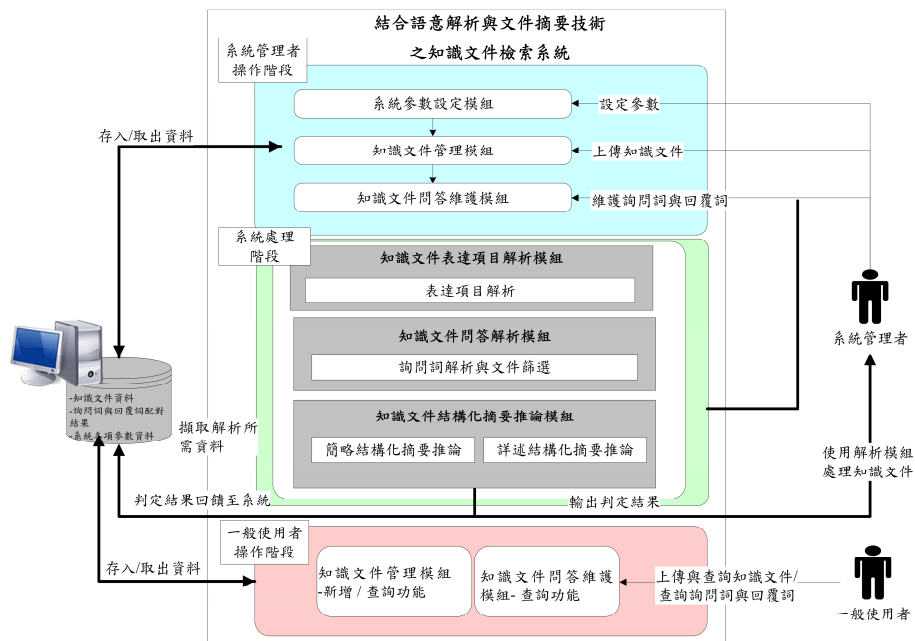 結合語意解析與文件摘要技術
之知識文件檢索系統
系統管理者
操作階段
系統參數設定模組
設定參數
存入/取出資料
知識文件管理模組
上傳知識文件
知識文件問答維護模組
維護詢問詞與回覆詞
系統處理
階段
知識文件表達項目解析模組
表達項目解析
知識文件問答解析模組
詢問詞解析與文件篩選
系統管理者
-知識文件資料
-詢問詞與回覆詞配對
結果
-系統各項參數資料
擷取解析所
需資料
知識文件結構化摘要推論模組
簡略結構化摘要推論
詳述結構化摘要推論
使用解析模組
處理知識文件
判定結果回饋至系統
輸出判定結果
一般使用者
操作階段
存入/取出資料
知識文件管理模組
-新增 / 查詢功能
知識文件問答維護
模組- 查詢功能
上傳與查詢知識文件/
查詢詢問詞與回覆詞
一般使用者